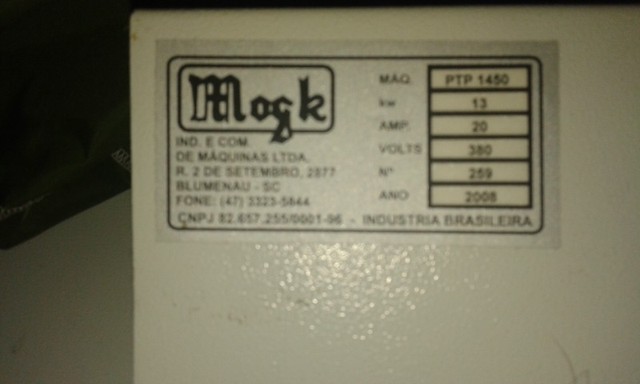 Mogk
IND. E COM.
DE MÁQUINAS LTDA.
R. 2 DE SETEMBRO, 2877
BLUMENAU - SC
FONE: (47) 3323-5844
MÁQ. PTP 1450
kw 13
AMP. 20
VOLTS 380
Nº 259
ANO 2008
CNPJ 82.657.255/0001-96 - INDUSTRIA BRASILEIRA